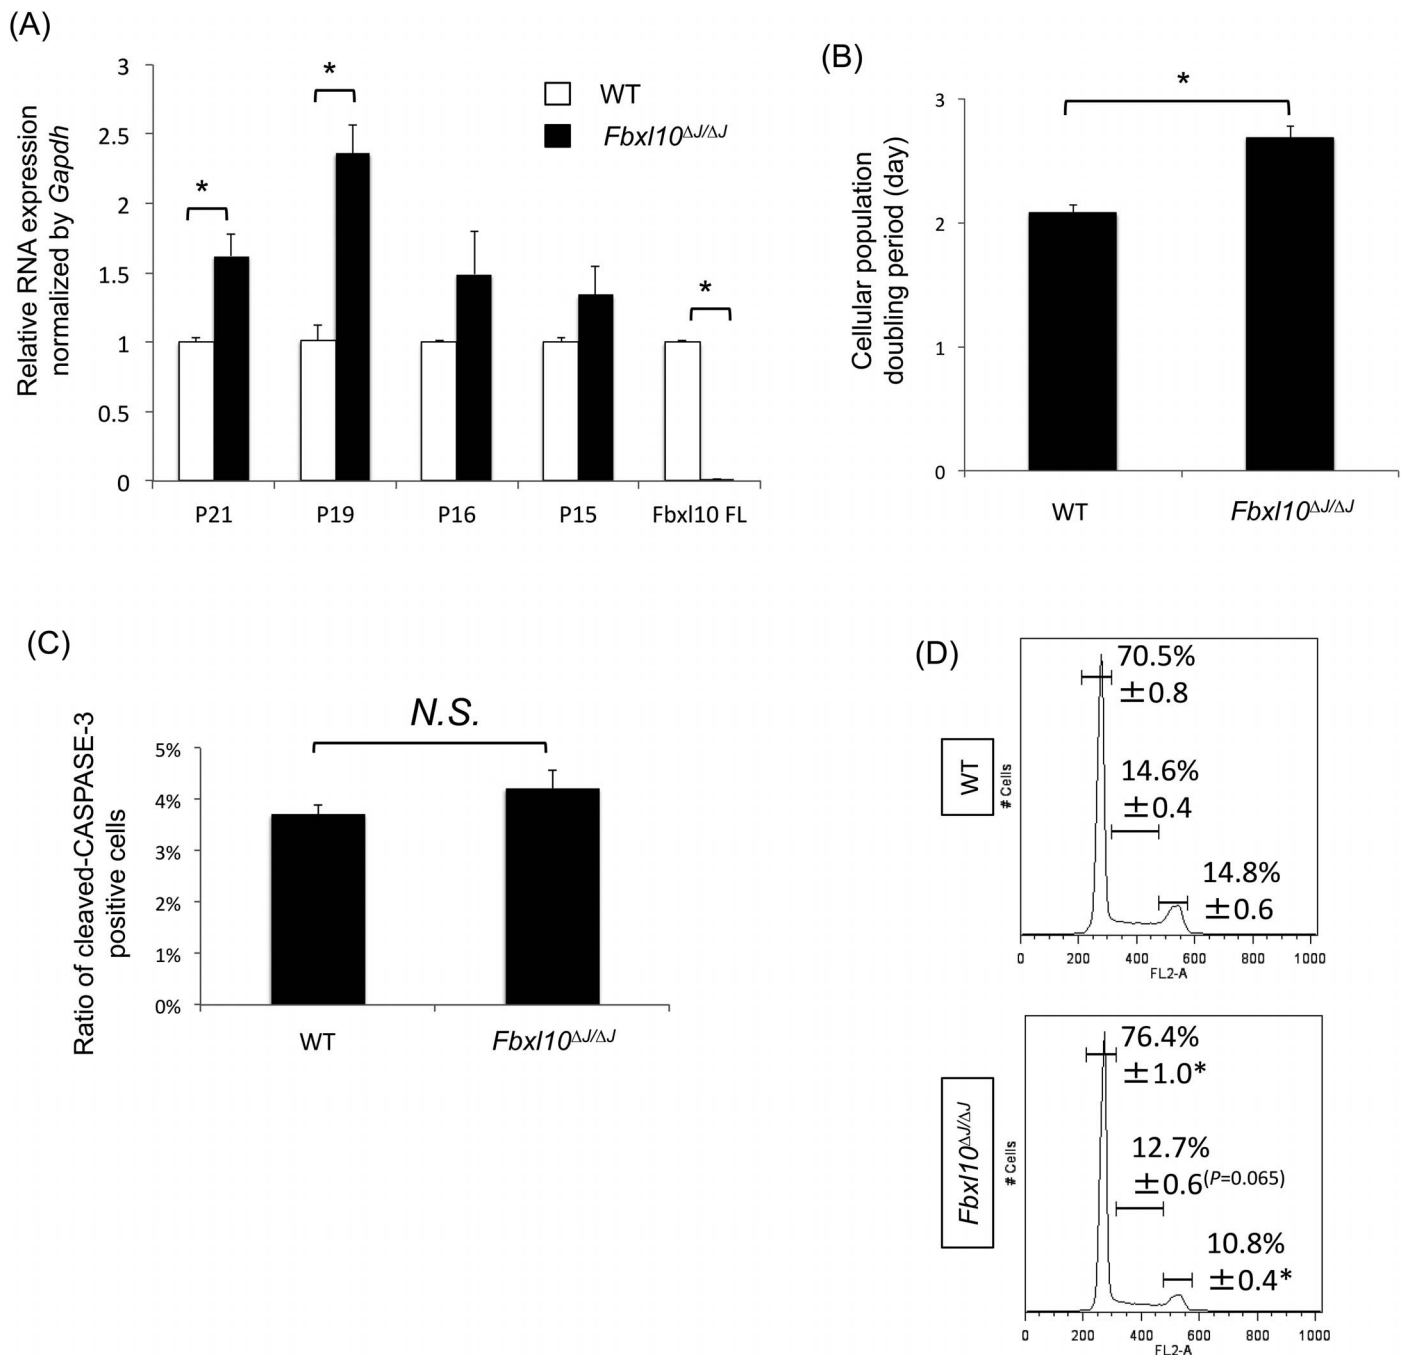 (A)
Relative RNA expression
normalized by Gapdh
3
2.5
2
1.5
1
0.5
0
*
*
*
WT
Fbxl10ΔJ/ΔJ
P21
P19
P16
P15
Fbxl10 FL
(B)
Cellular population
doubling period (day)
3
2
1
0
*
WT
Fbxl10ΔJ/ΔJ
(C)
Ratio of cleaved-CASPASE-3
positive cells
N.S.
5%
4%
3%
2%
1%
0%
WT
Fbxl10ΔJ/ΔJ
(D)
WT
# Cells
70.5%
±0.8
14.6%
±0.4
14.8%
±0.6
0 200 400 600 800 1000
FL2-A
Fbxl10ΔJ/ΔJ
# Cells
76.4%
±1.0*
12.7%
±0.6(P=0.065)
10.8%
±0.4*
0 200 400 600 800 1000
FL2-A